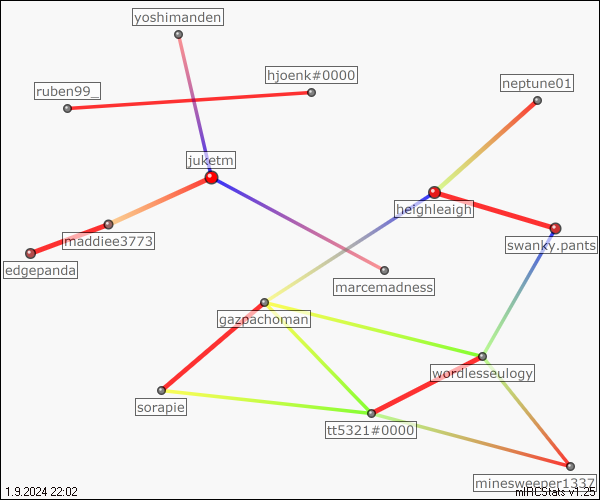 yoshimanden
hjoenk#0000
neptune01
ruben99_
juketm
heighleaigh
maddiee3773
swanky.pants
edgepanda
marcemadness
gazpachoman
wordlesseulogy
sorapie
tt5321#0000
minesweeper1337
1.9.2024 22:02
mIRCStats v1.25